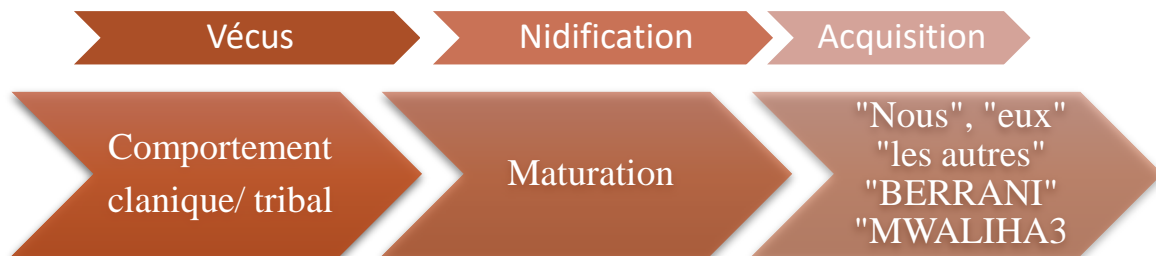 Vécus
Nidification
Acquisition
Comportement
clanique/ tribal
Maturation
"Nous", "eux"
"les autres"
"BERRANI"
"MWALIHA3